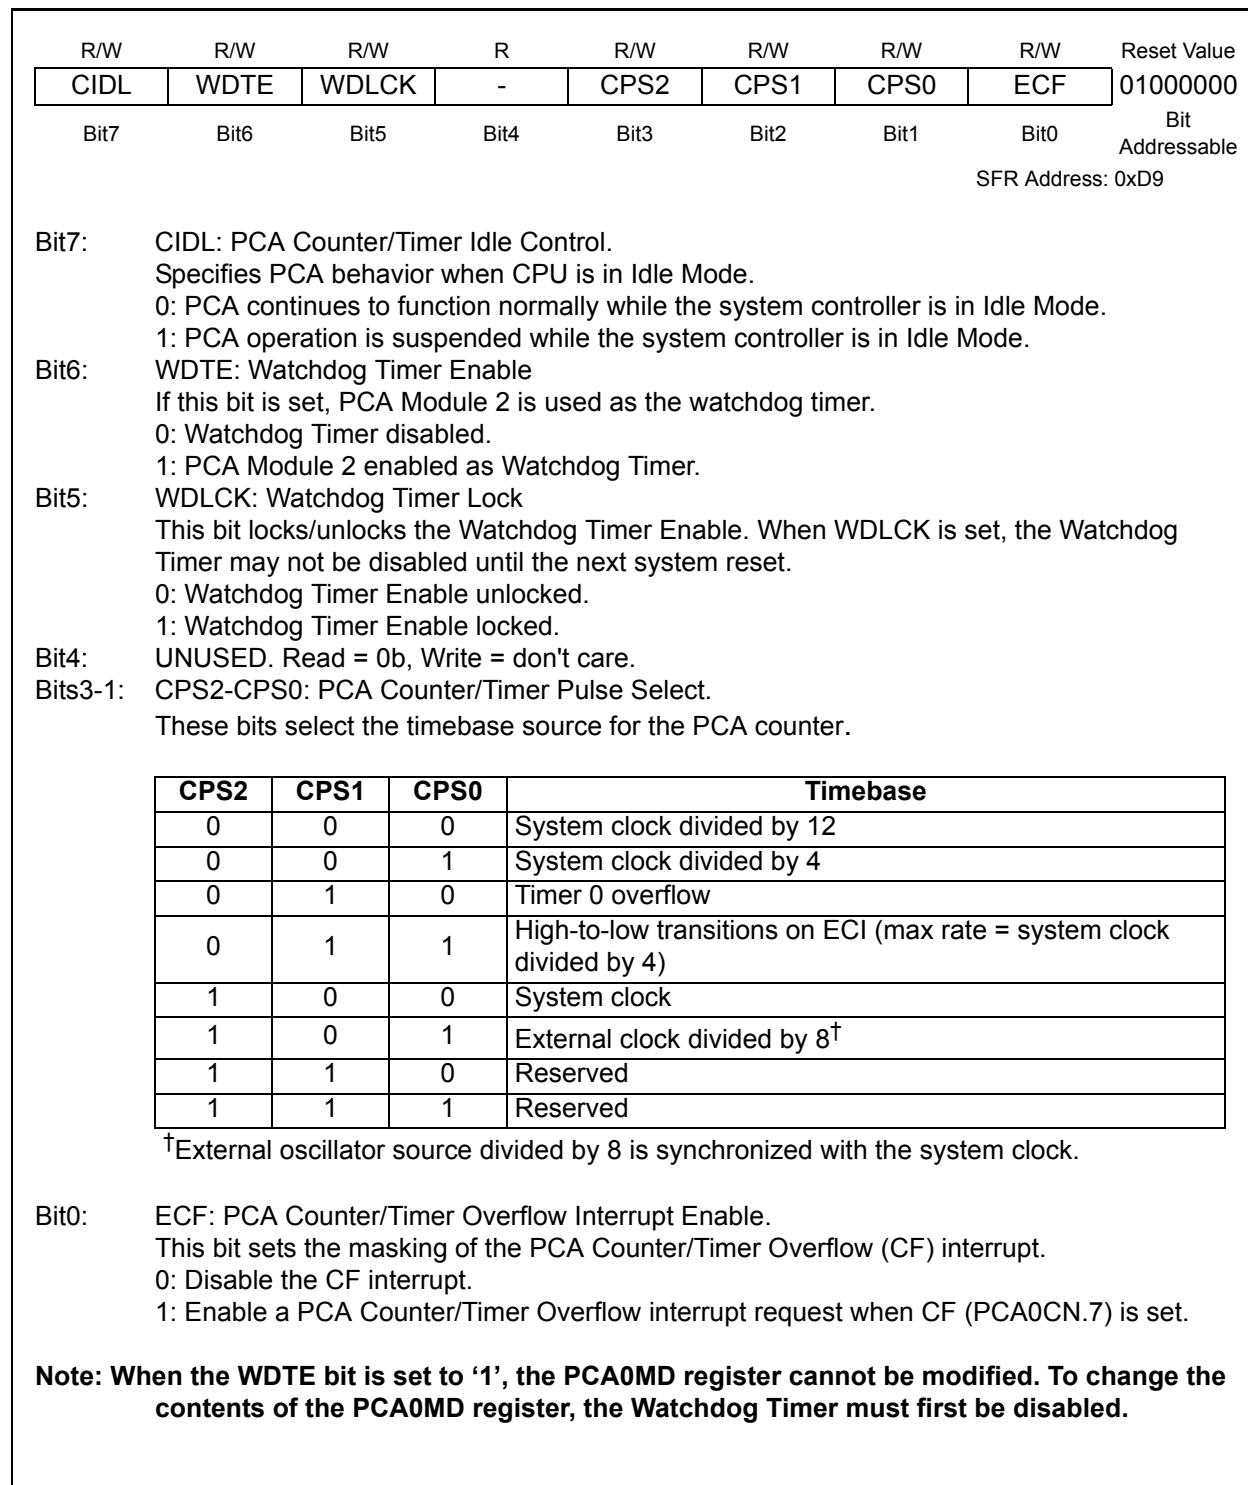 R/W R/W R/W R R/W R/W R/W R/W Reset Value
CIDL WDTE WDLCK - CPS2 CPS1 CPS0 ECF 01000000
Bit7 Bit6 Bit5 Bit4 Bit3 Bit2 Bit1 Bit0 Bit
Addressable
SFR Address: 0xD9
Bit7: CIDL: PCA Counter/Timer Idle Control.
Specifies PCA behavior when CPU is in Idle Mode.
0: PCA continues to function normally while the system controller is in Idle Mode.
1: PCA operation is suspended while the system controller is in Idle Mode.
Bit6: WDTE: Watchdog Timer Enable
If this bit is set, PCA Module 2 is used as the watchdog timer.
0: Watchdog Timer disabled.
1: PCA Module 2 enabled as Watchdog Timer.
Bit5: WDLCK: Watchdog Timer Lock
This bit locks/unlocks the Watchdog Timer Enable. When WDLCK is set, the Watchdog
Timer may not be disabled until the next system reset.
0: Watchdog Timer Enable unlocked.
1: Watchdog Timer Enable locked.
Bit4: UNUSED. Read = 0b, Write = don't care.
Bits3-1: CPS2-CPS0: PCA Counter/Timer Pulse Select.
These bits select the timebase source for the PCA counter.
CPS2 CPS1 CPS0 Timebase
0 0 0 System clock divided by 12
0 0 1 System clock divided by 4
0 1 0 Timer 0 overflow
0 1 1 High-to-low transitions on ECI (max rate = system clock
divided by 4)
1 0 0 System clock
1 0 1 External clock divided by 8†
1 1 0 Reserved
1 1 1 Reserved
†External oscillator source divided by 8 is synchronized with the system clock.
Bit0: ECF: PCA Counter/Timer Overflow Interrupt Enable.
This bit sets the masking of the PCA Counter/Timer Overflow (CF) interrupt.
0: Disable the CF interrupt.
1: Enable a PCA Counter/Timer Overflow interrupt request when CF (PCA0CN.7) is set.
Note: When the WDTE bit is set to ‘1’, the PCA0MD register cannot be modified. To change the
contents of the PCA0MD register, the Watchdog Timer must first be disabled.